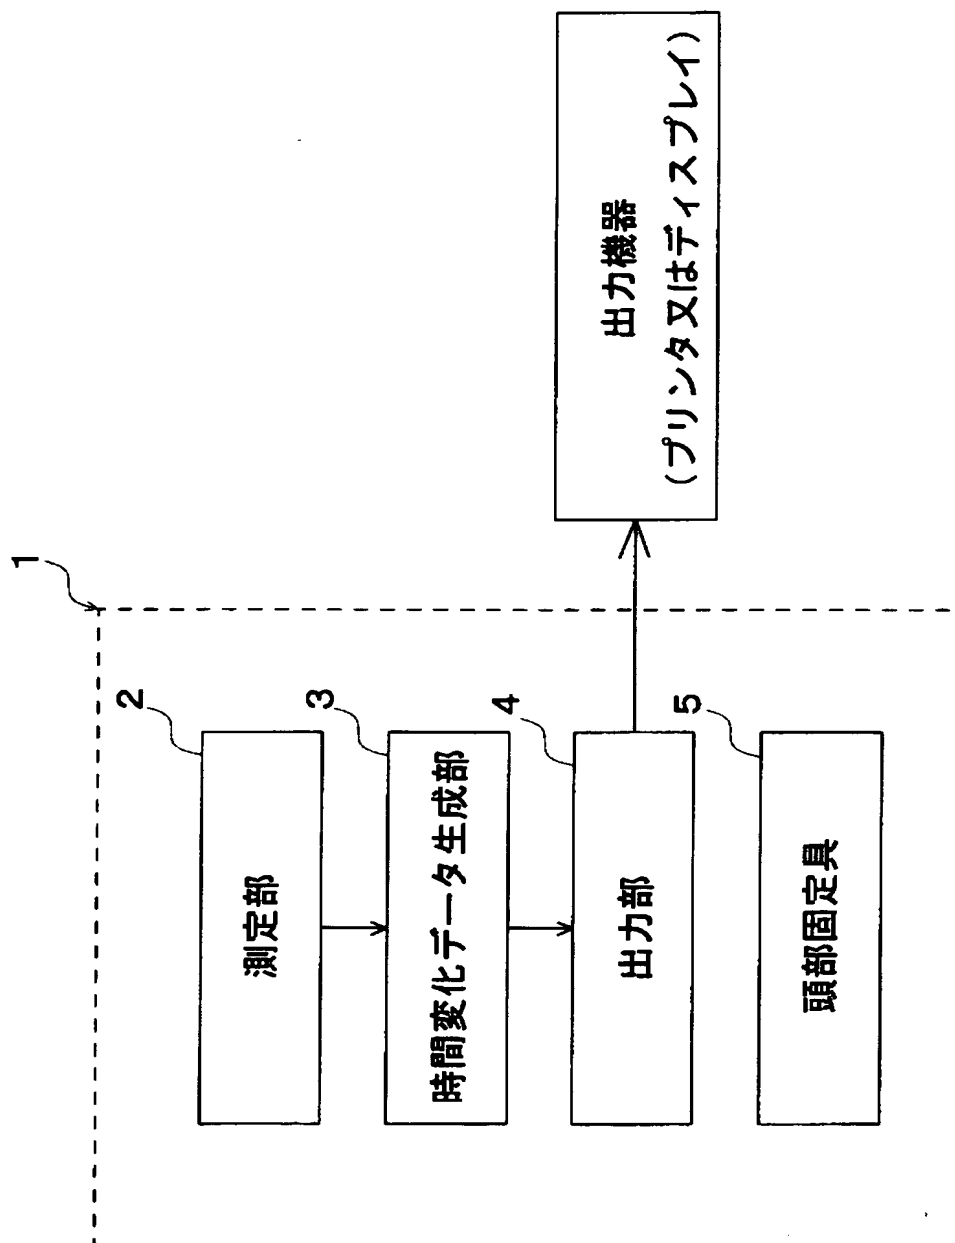 1
2
測定部
3
時間変化データ生成部
4
出力部
5
頭部固定具
出力機器
(プリンタ又はディスプレイ)